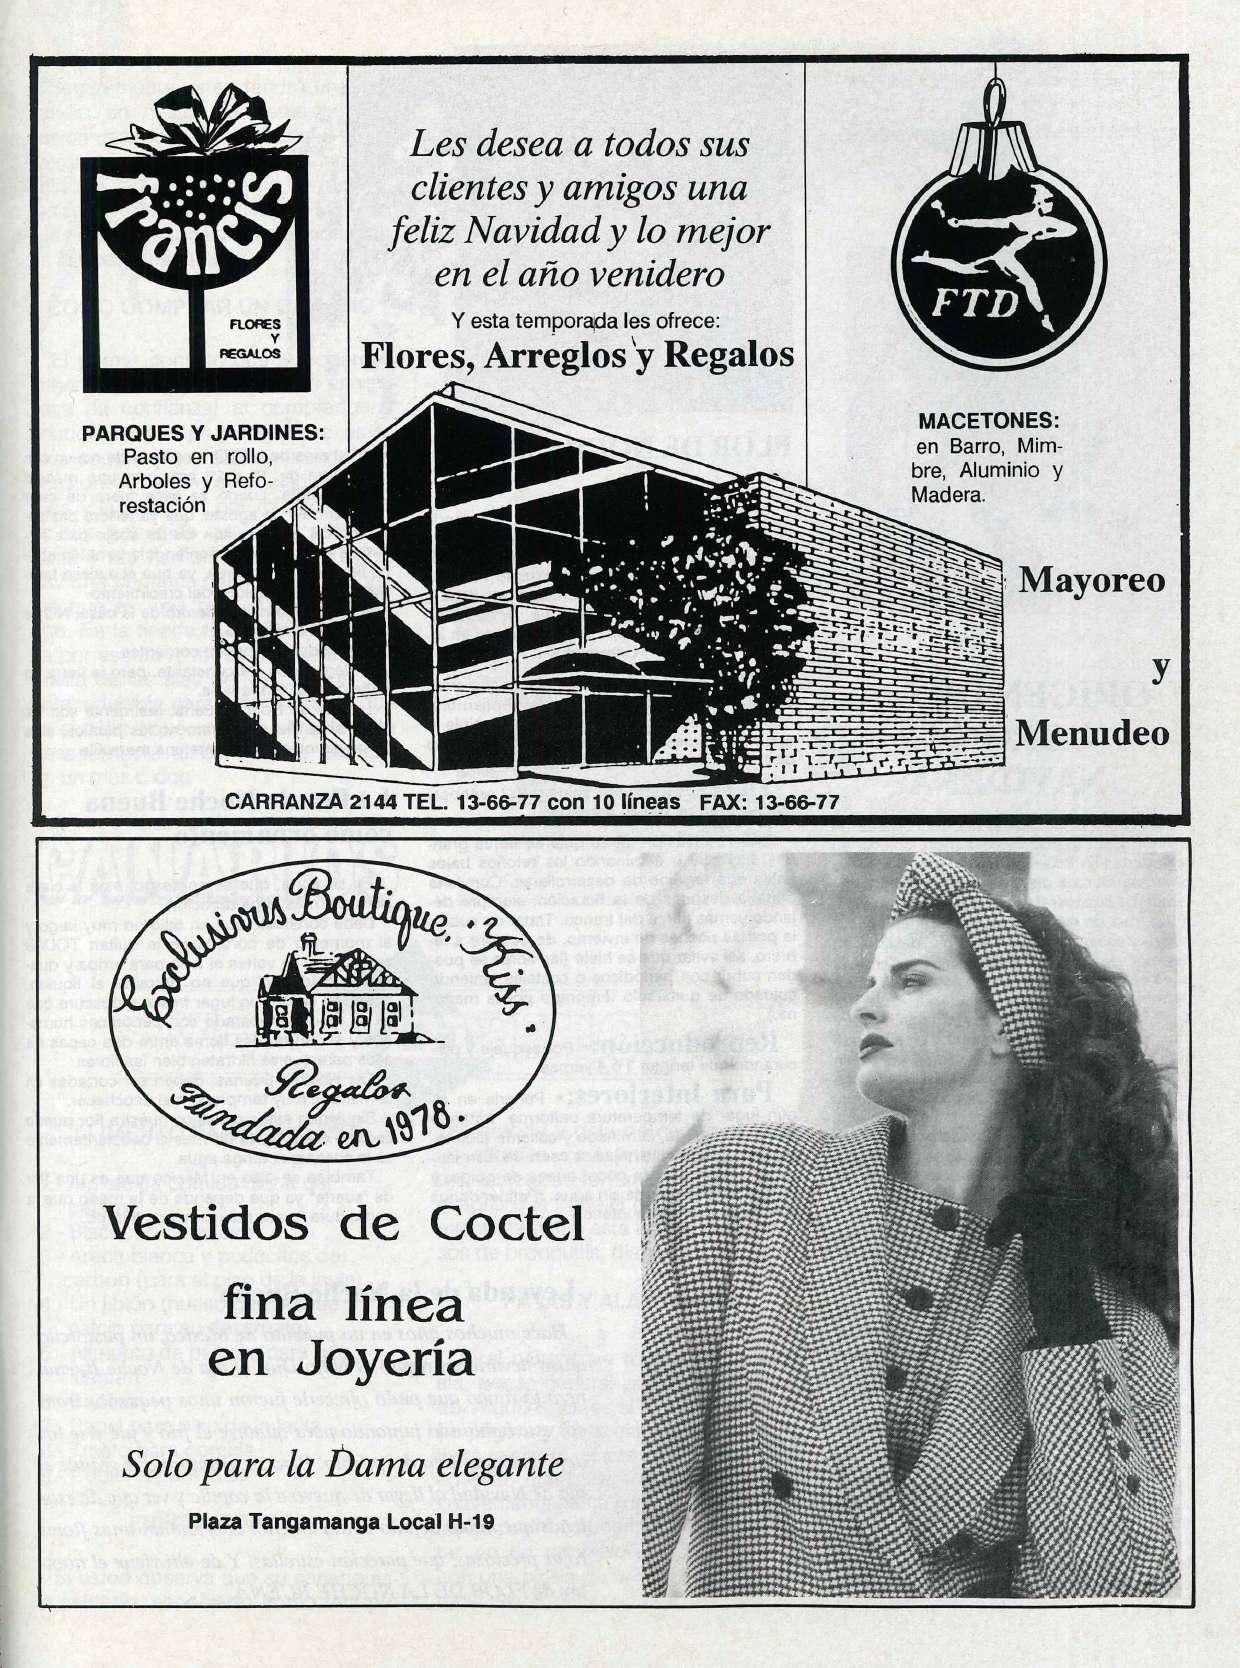 francis
FLORES
Y
REGALOS
PARQUES Y JARDINES:
Pasto en rollo,
Arboles y Refo-
restación
Les desea a todos sus
clientes y amigos una
feliz Navidad y lo mejor
en el año venidero
Y esta temporada les ofrece:
Flores, Arreglos y Regalos
FTD
MACETONES:
en Barro, Mim-
bre, Aluminio y
Madera.
Mayoreo
y
Menudeo
CARRANZA 2144 TEL. 13-66-77 con 10 líneas FAX: 13-66-77
Exclusivus Boutique, "Kiss".
Regalos
Fundada en 1978.
Vestidos de Coctel
fina línea
en Joyería
Solo para la Dama elegante
Plaza Tangamanga Local H-19